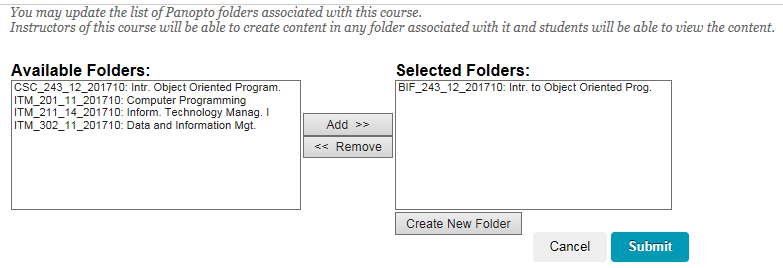 You may update the list of Panopto folders associated with this course.
Instructors of this course will be able to create content in any folder associated with it and students will be able to view the content.
Available Folders:
CSC_243_12_201710: Intr. Object Oriented Program.
ITM_201_11_201710: Computer Programming
ITM_211_14_201710: Inform. Technology Manag. I
ITM_302_11_201710: Data and Information Mgt.
Add >>
<< Remove
Selected Folders:
BIF_243_12_201710: Intr. to Object Oriented Prog.
Create New Folder
Cancel
Submit